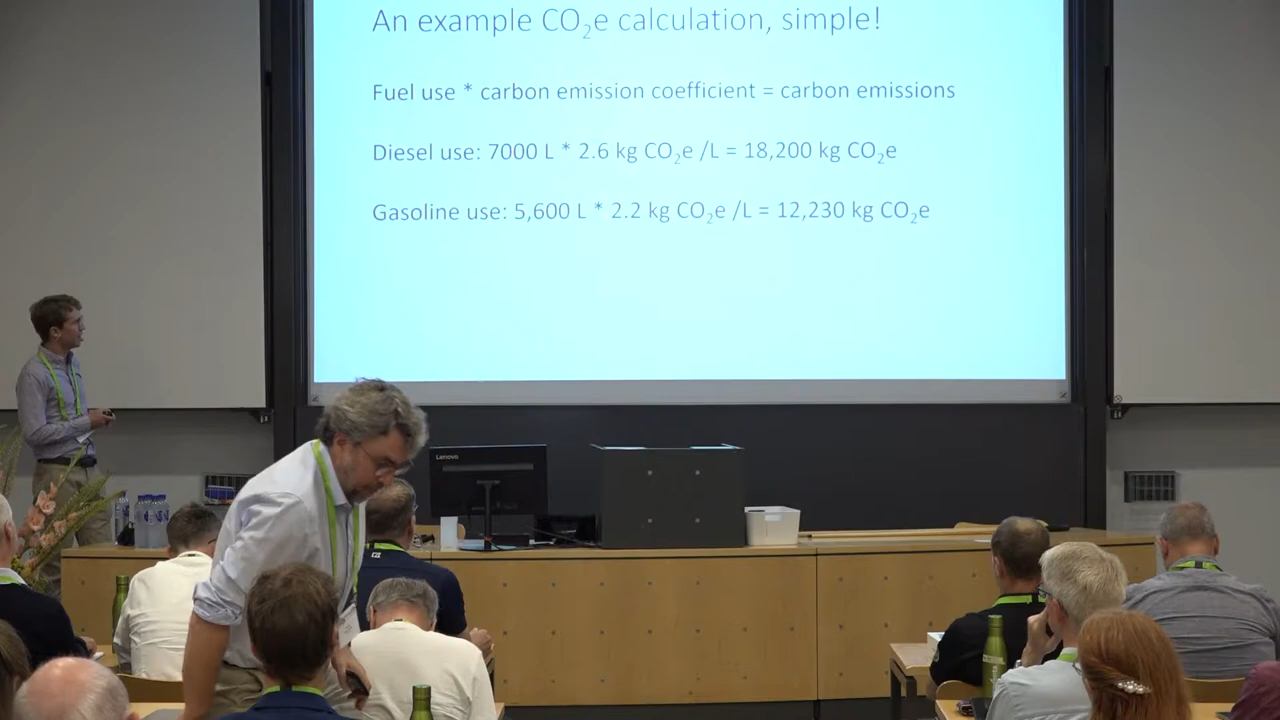 An example CO₂e calculation, simple!
Fuel use * carbon emission coefficient = carbon emissions
Diesel use: 7000 L * 2.6 kg CO₂e /L = 18,200 kg CO₂e
Gasoline use: 5,600 L * 2.2 kg CO₂e /L = 12,230 kg CO₂e
Lenovo